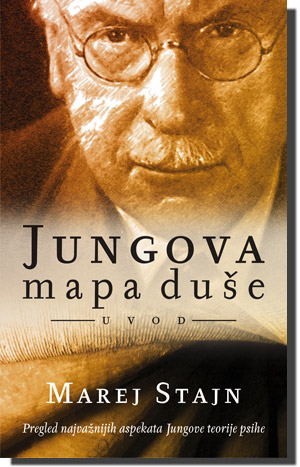 JUNGOVA
mapa duše
UVOD
MAREJ STAJN
Pregled najvažnijih aspekata Jungove teorije psihe